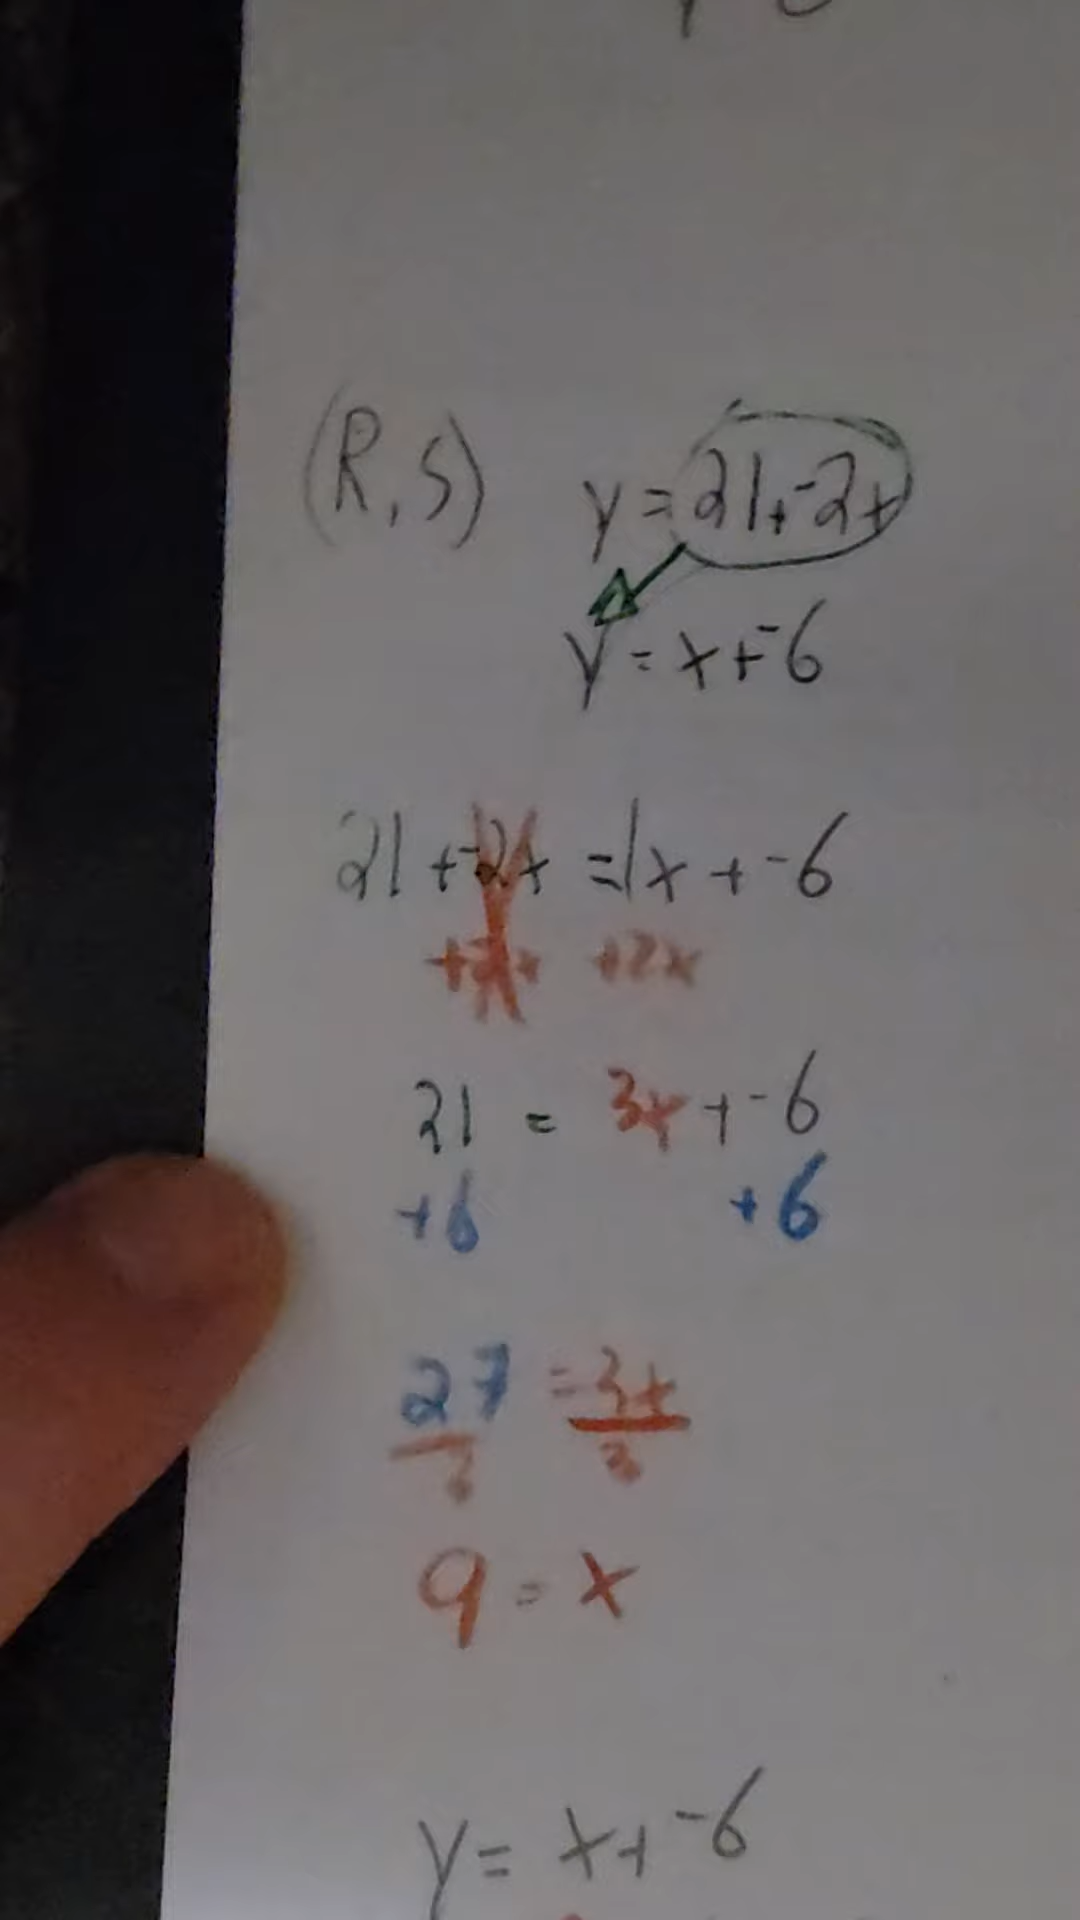 (R,S) y=21+-2x
y=x+-6
21+-2x=1x+-6
+2x +2x
21=3x+-6
+6 +6
27=3x
3 3
9=x
y=x+-6